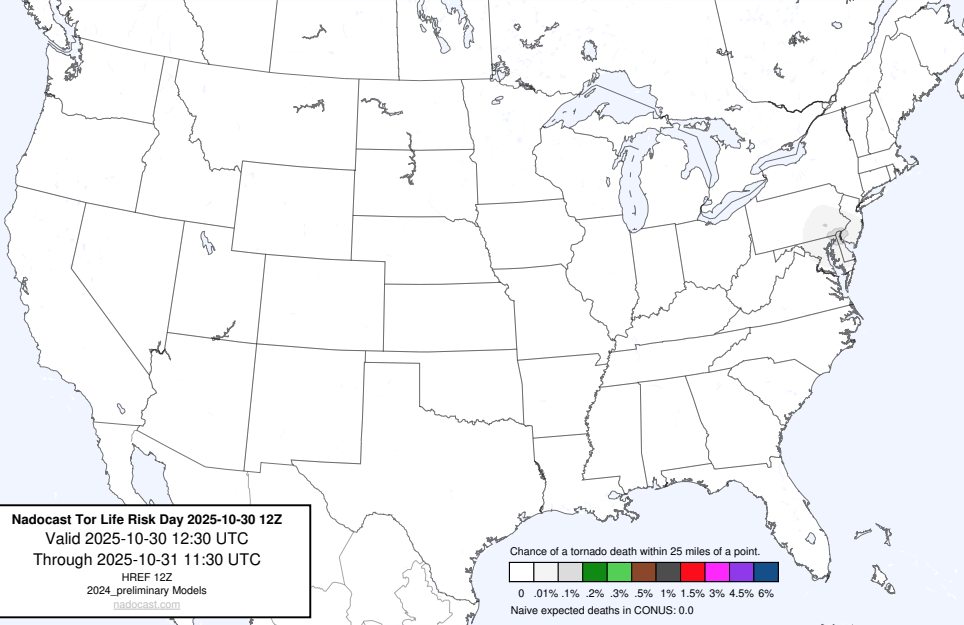 Nadocast Tor Life Risk Day 2025-10-30 12Z
Valid 2025-10-30 12:30 UTC
Through 2025-10-31 11:30 UTC
HREF 12Z
2024_preliminary Models
nadocast.com
Chance of a tornado death within 25 miles of a point.
0 .01% .1% .2% .3% .5% 1% 1.5% 3% 4.5% 6%
Naive expected deaths in CONUS: 0.0